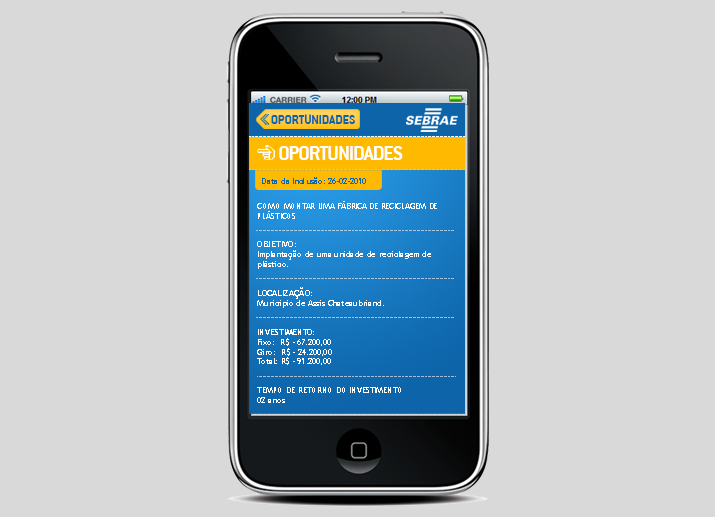 CARRIER 12:00 PM
OPORTUNIDADES SEBRAE
OPORTUNIDADES
Data da Inclusão: 26-02-2010
COMO MONTAR UMA FÁBRICA DE RECICLAGEM DE
PLÁSTICOS
OBJETIVO:
Implantação de uma unidade de reciclagem de
plástico.
LOCALIZAÇÃO:
Município de Assis Chateaubriand.
INVESTIMENTO:
Fixo: R$ - 67.200,00
Giro: R$ - 24.200,00
Total: R$ - 91.200,00
TEMPO DE RETORNO DO INVESTIMENTO
02 anos